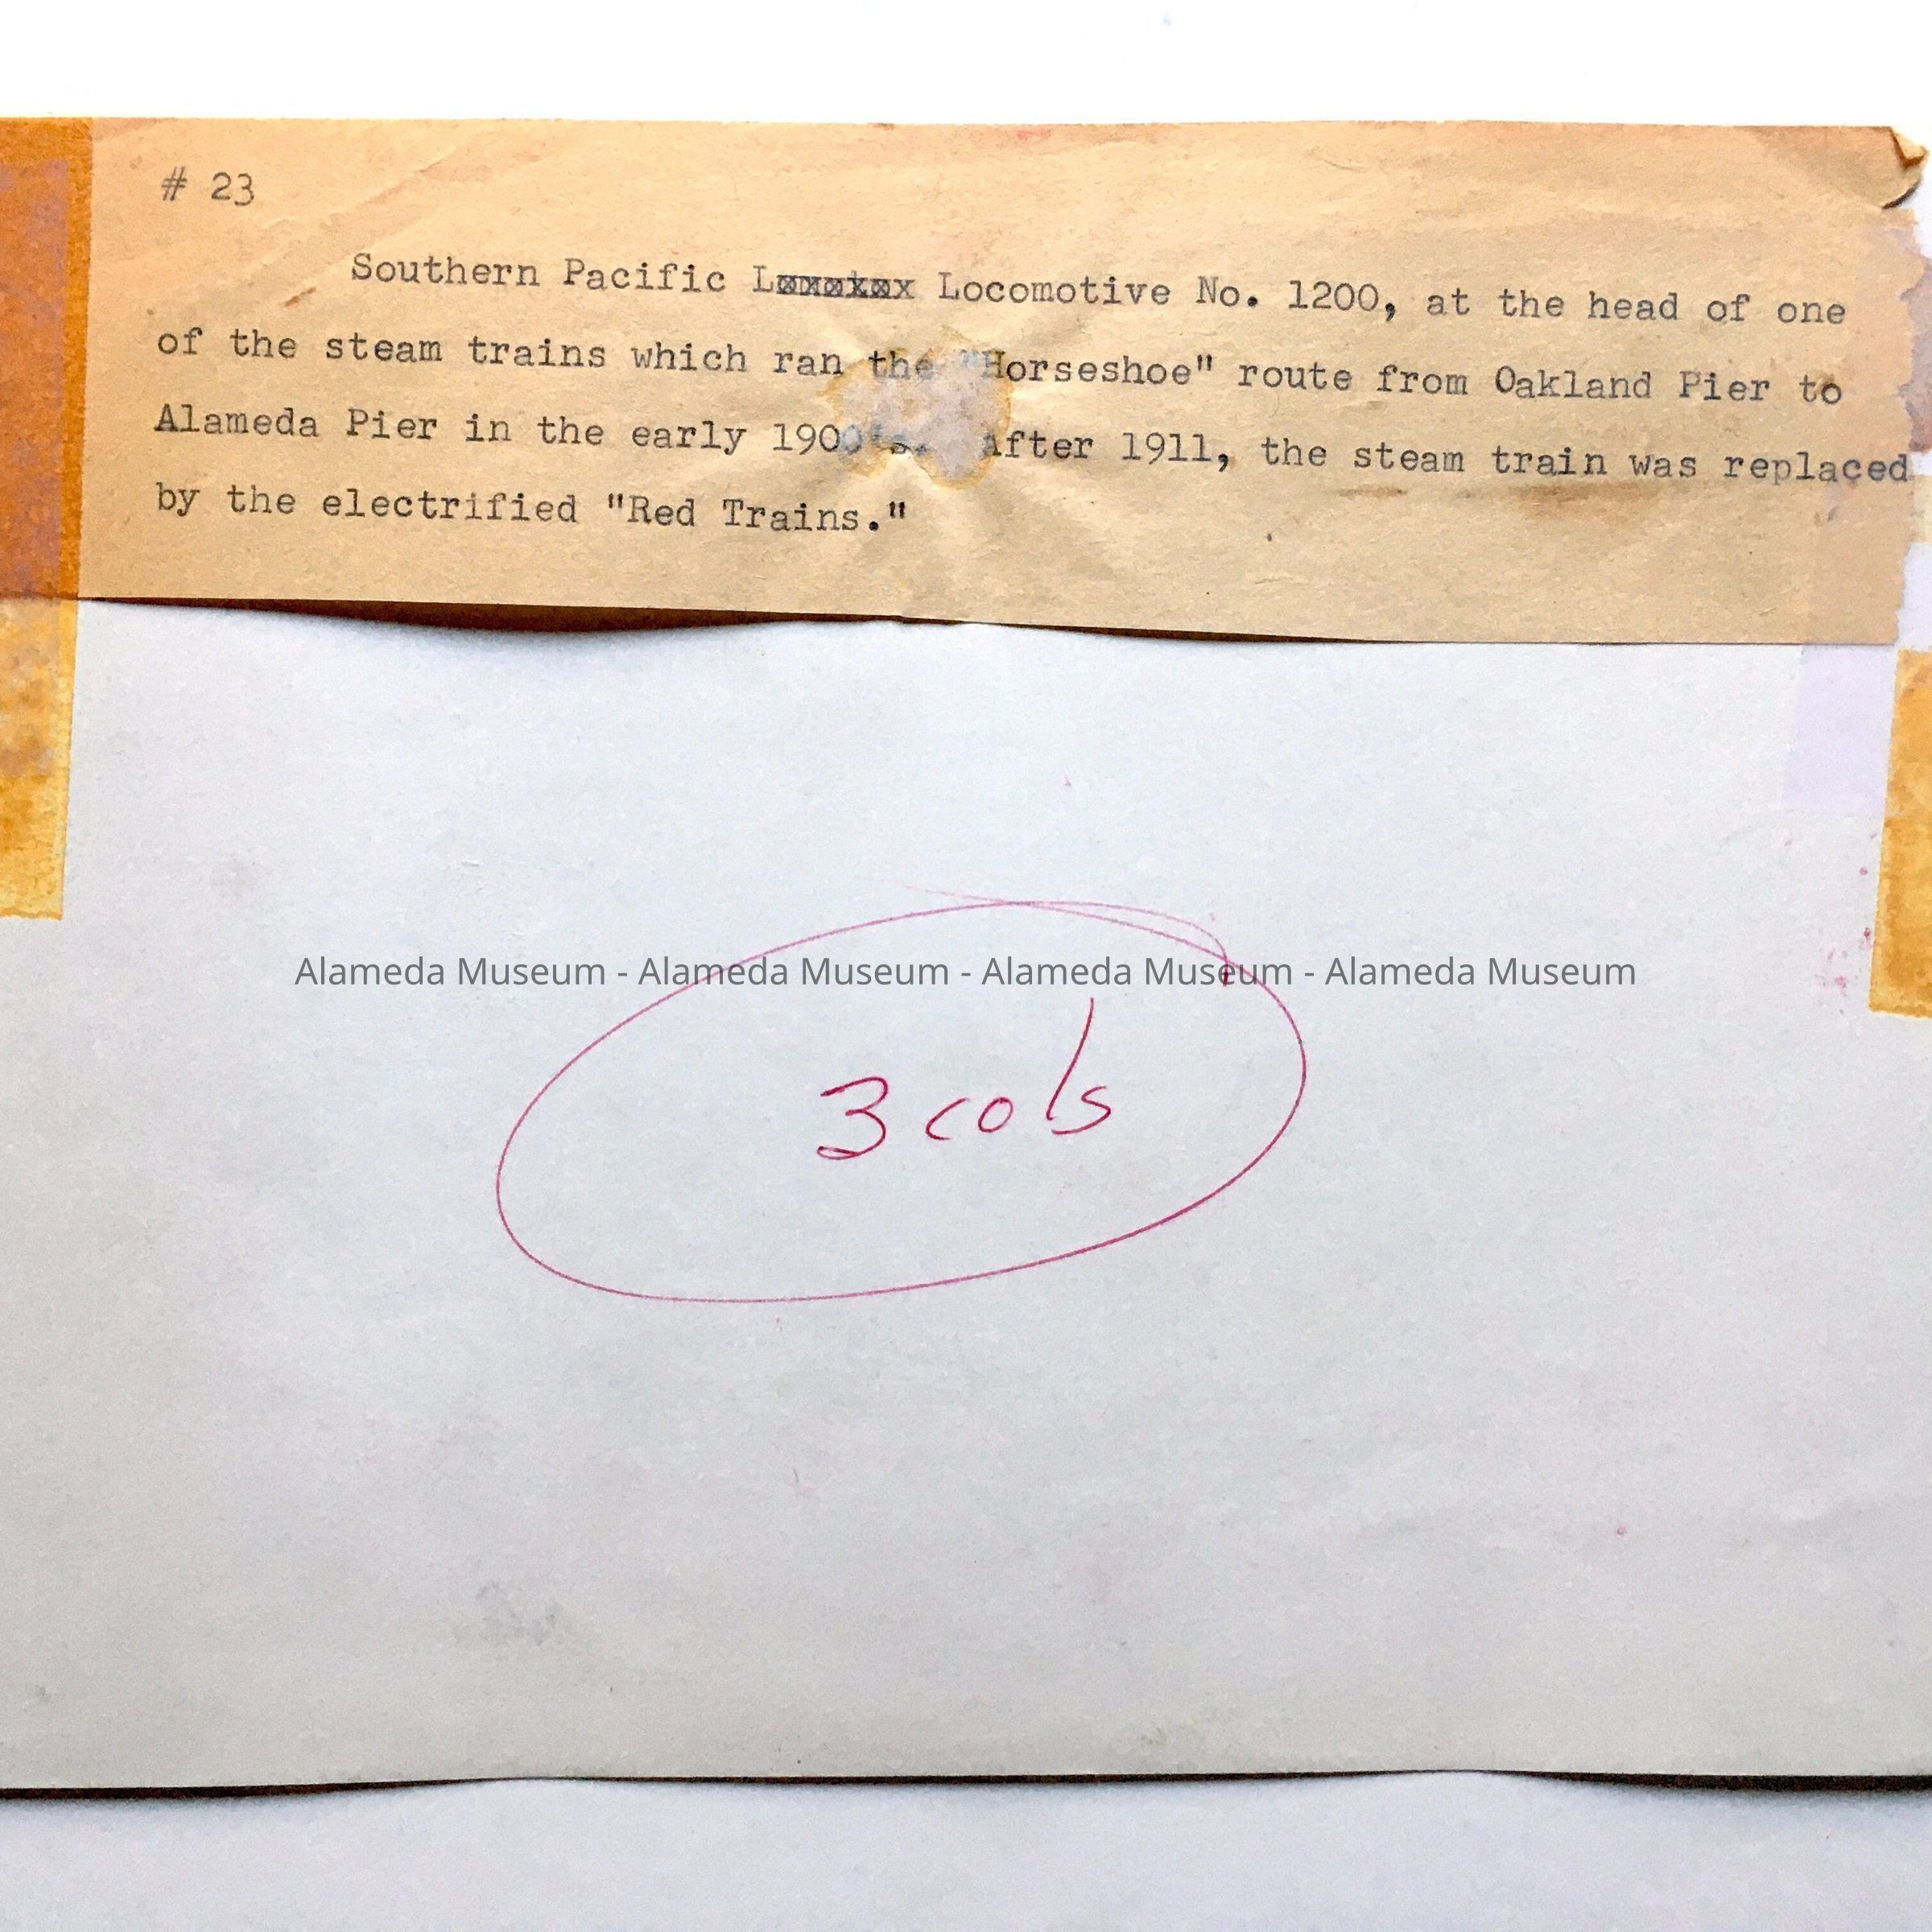 # 23
Southern Pacific Locomotive No. 1200, at the head of one
of the steam trains which ran the "Horseshoe" route from Oakland Pier to
Alameda Pier in the early 1900's. After 1911, the steam train was replaced
by the electrified "Red Trains."
Alameda Museum - Alameda Museum - Alameda Museum - Alameda Museum
3 cols